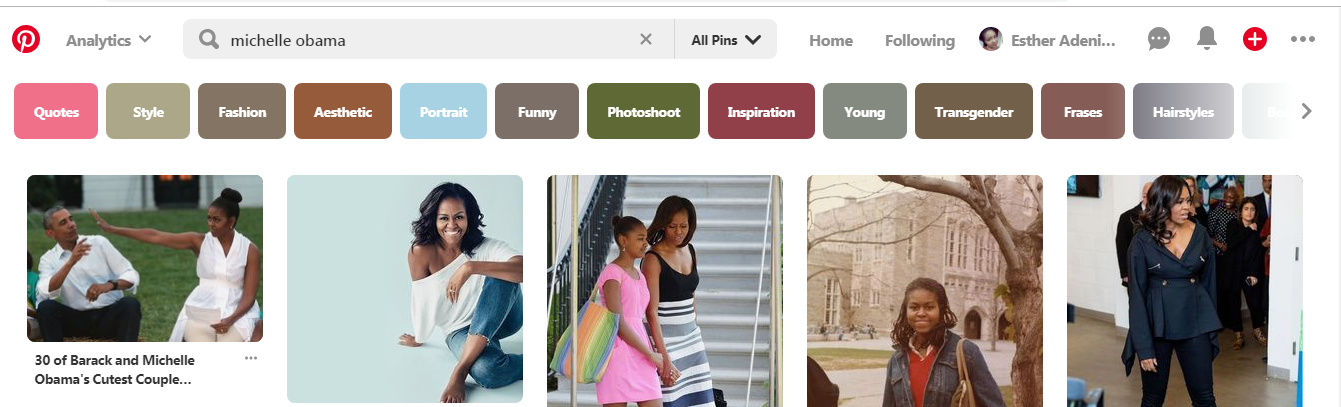 Analytics
michelle obama
All Pins
Home
Following
Esther Adeni...
Quotes
Style
Fashion
Aesthetic
Portrait
Funny
Photoshoot
Inspiration
Young
Transgender
Frases
Hairstyles
30 of Barack and Michelle
Obama's Cutest Couple...